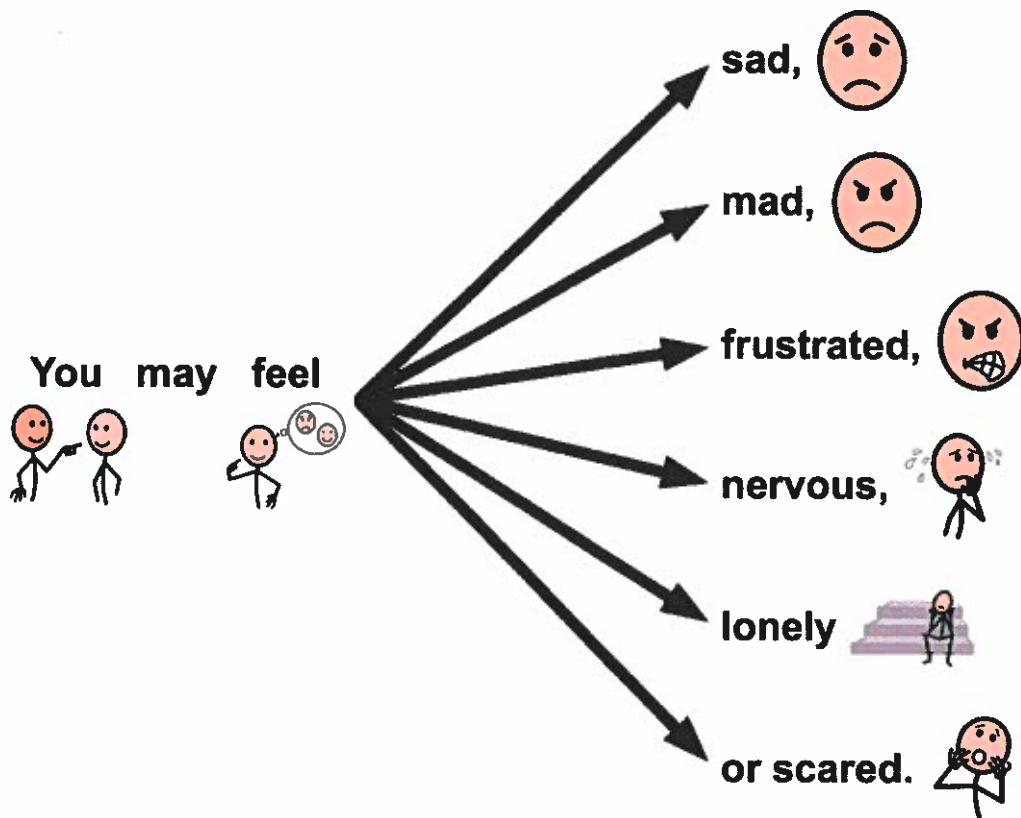 You may feel
sad,
mad,
frustrated,
nervous,
lonely
or scared.